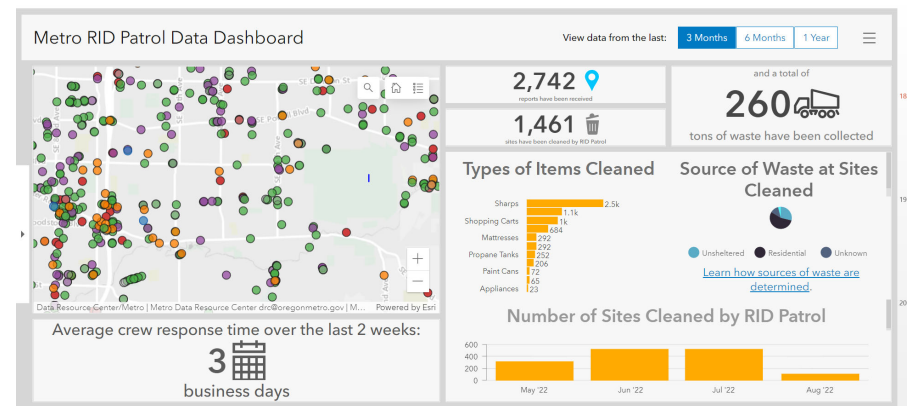 Metro RID Patrol Data Dashboard
View data from the last:
3 Months
6 Months
1 Year
2,742
reports have been received
1,461
sites have been cleaned by RID Patrol
and a total of
260
tons of waste have been collected
Data Resource Center/Metro | Metro Data Resource Center drc@oregonmetro.gov | M...
Powered by Esri
Average crew response time over the last 2 weeks:
3
business days
Types of Items Cleaned
Sharps 2.5k
1.1k
Shopping Carts 1k
684
Mattresses 292
292
Propane Tanks 252
206
Paint Cans 72
65
Appliances 23
Source of Waste at Sites
Cleaned
Unsheltered
Residential
Unknown
Learn how sources of waste are
determined.
Number of Sites Cleaned by RID Patrol
600
400
200
0
May '22
Jun '22
Jul '22
Aug '22
18
19
20